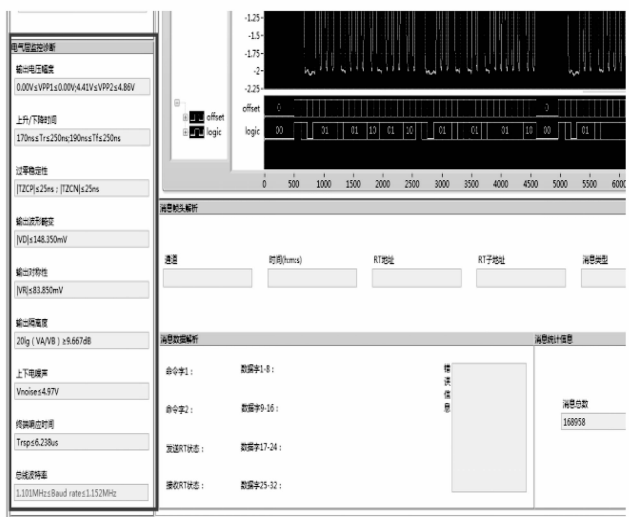 电气层监控诊断
输出电压幅度
0.00V≤VPP1≤0.00V;4.41V≤VPP2≤4.86V
上升/下降时间
170ns≤Tr≤250ns;190ns≤Tf≤250ns
过零稳定性
|TZCP|≤25ns ; |TZCN|≤25ns
输出波形畸变
|VD|≤148.350mV
输出对称性
|VR|≤83.850mV
输出隔离度
20lg ( VA/VB ) ≥9.667dB
上下电噪声
Vnoise≤4.97V
终端响应时间
Trsp≤6.238us
总线波特率
1.101MHz≤Baud rate≤1.152MHz
-1.25-
-1.5-
-1.75-
-2-
-2.25-
offset
logic
offset 0 0
logic 00 01 01 10 01 10 01 01 01 10 00 01
0 500 1000 1500 2000 2500 3000 3500 4000 4500 5000 5500 6000
消息帧头解析
通道 时间(h:m:s) RT地址 RT子地址 消息类型
消息数据解析
命令字1： 数据字1-8：
命令字2： 数据字9-16：
发送RT状态： 数据字17-24：
接收RT状态： 数据字25-32：
错误信息
消息统计信息
消息总数
168958